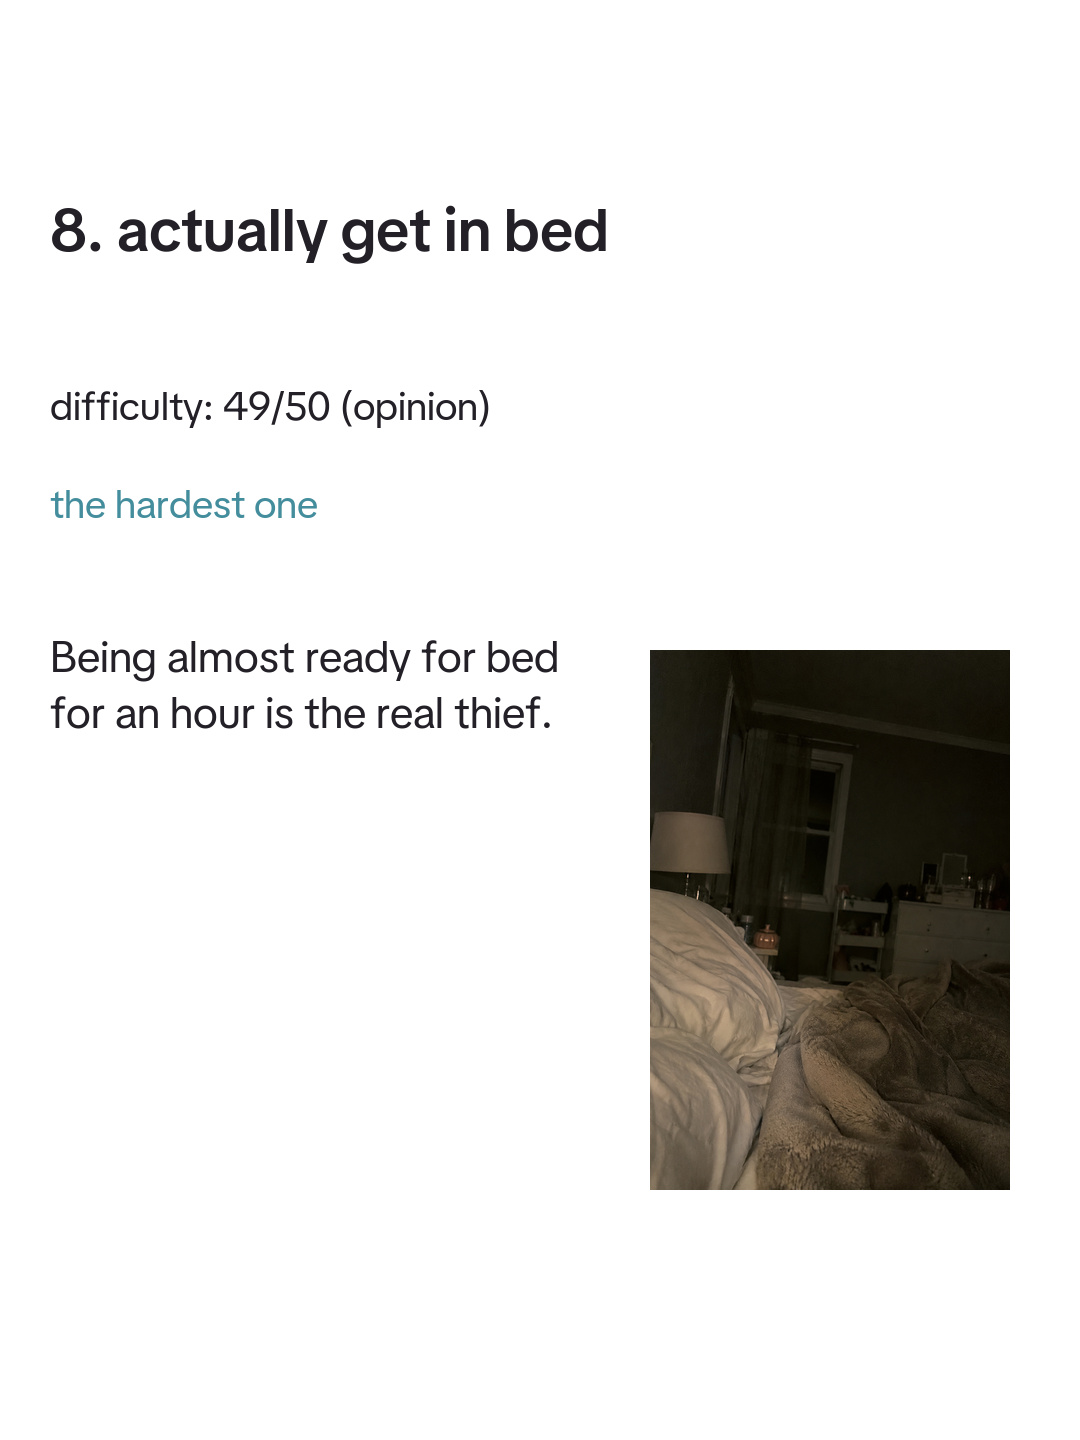 8. actually get in bed
difficulty: 49/50 (opinion)
the hardest one
Being almost ready for bed
for an hour is the real thief.